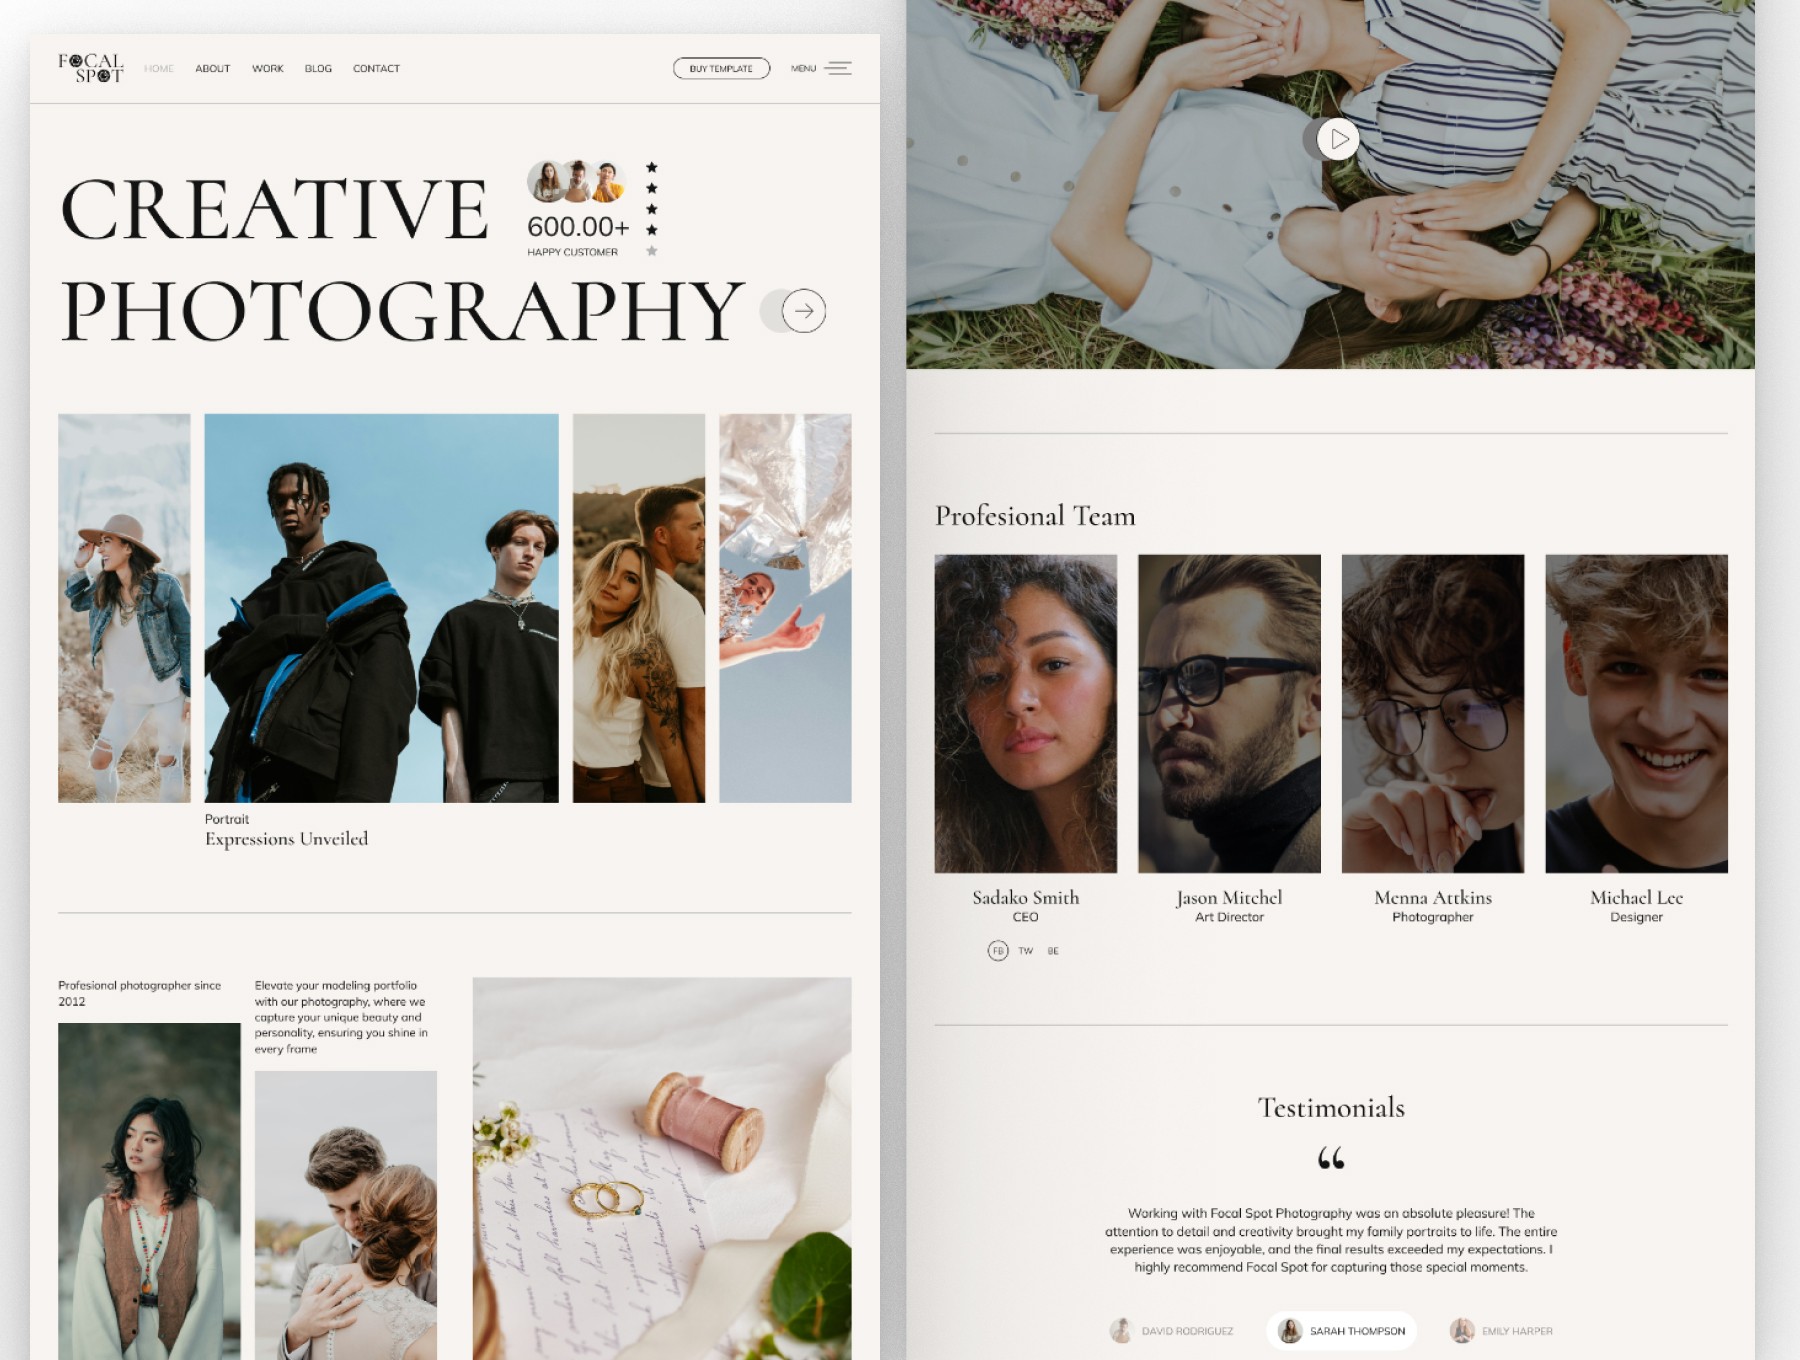 FOCAL
SPOT
HOME
ABOUT
WORK
BLOG
CONTACT
BUY TEMPLATE
MENU
CREATIVE
600.00+
HAPPY CUSTOMER
PHOTOGRAPHY
Portrait
Expressions Unveiled
Profesional photographer since
2012
Elevate your modeling portfolio
with our photography, where we
capture your unique beauty and
personality, ensuring you shine in
every frame
Profesional Team
Sadako Smith
CEO
FB TW BE
Jason Mitchel
Art Director
Menna Attkins
Photographer
Michael Lee
Designer
Testimonials
“
Working with Focal Spot Photography was an absolute pleasure! The
attention to detail and creativity brought my family portraits to life. The entire
experience was enjoyable, and the final results exceeded my expectations. I
highly recommend Focal Spot for capturing those special moments.
DAVID RODRIGUEZ
SARAH THOMPSON
EMILY HARPER